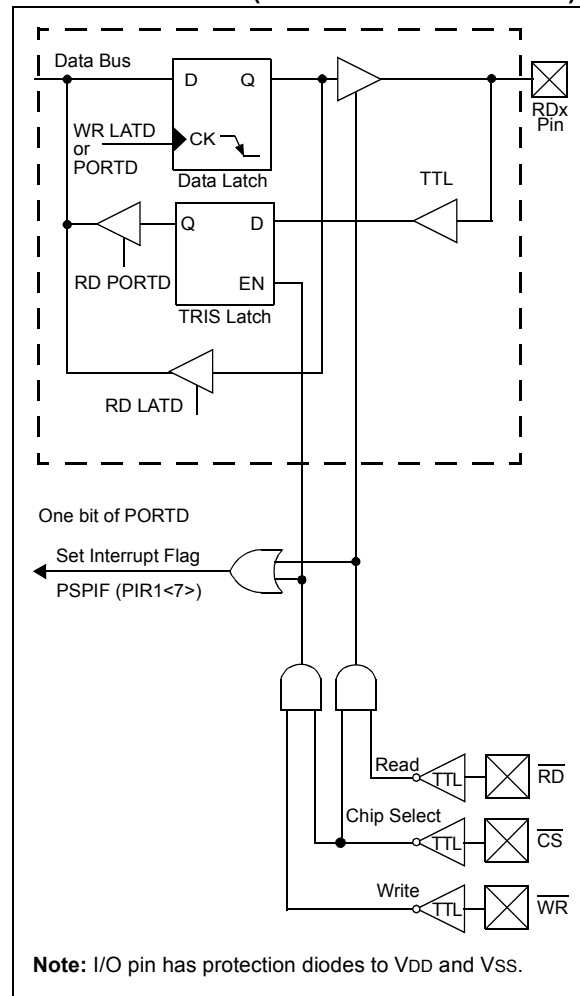 Data Bus
D Q
RDx
Pin
WR LATD
or
PORTD
CK
Data Latch
TTL
Q D
RD PORTD
EN
TRIS Latch
RD LATD
One bit of PORTD
Set Interrupt Flag
PSPIF (PIR1<7>)
Read
TTL
RD
Chip Select
TTL
CS
Write
TTL
WR
Note: I/O pin has protection diodes to VDD and VSS.